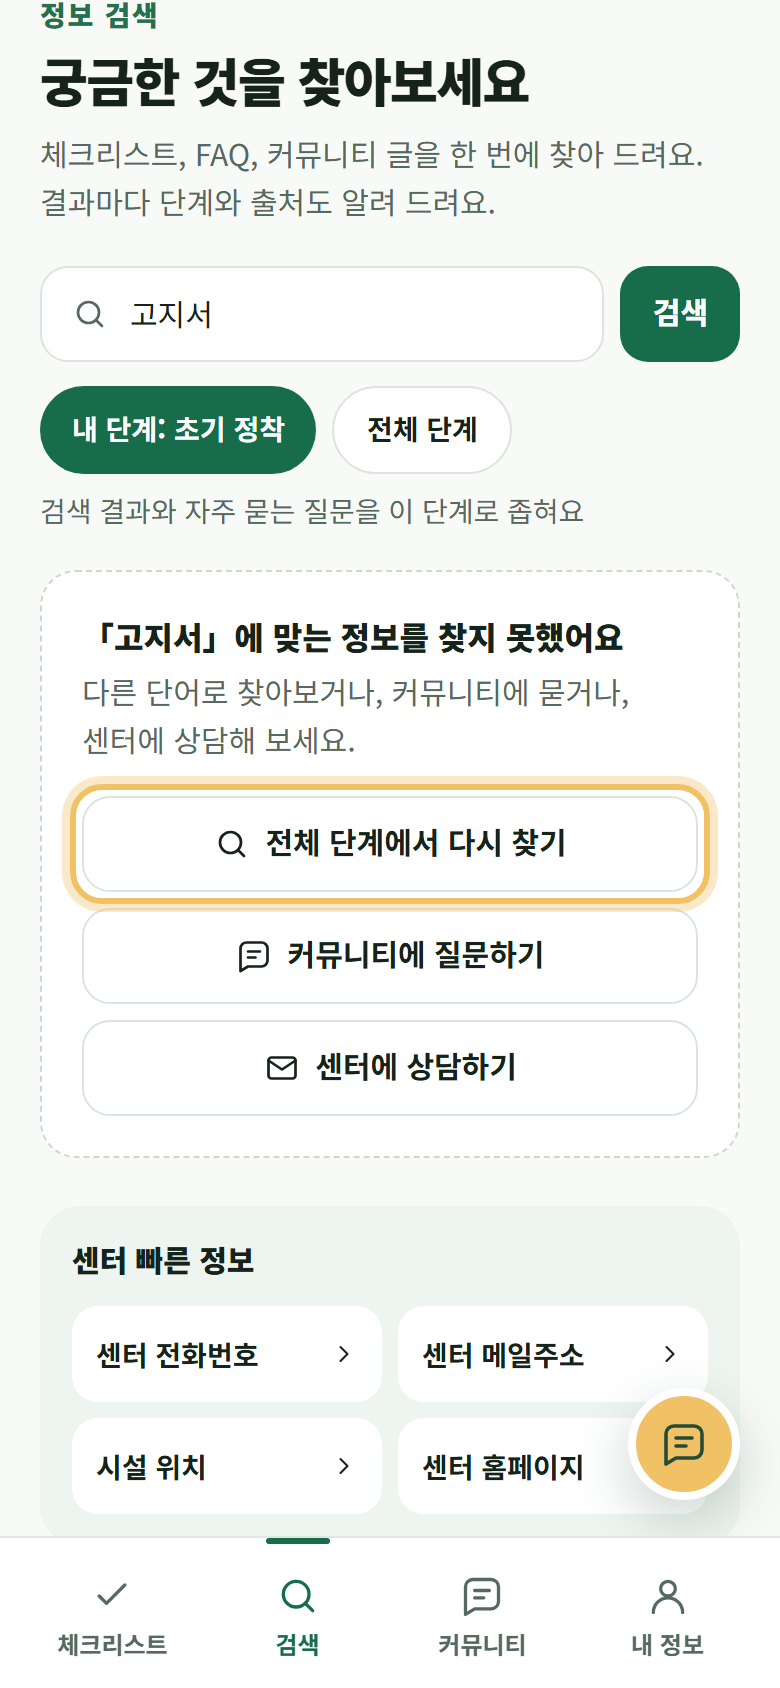 정보 검색
궁금한 것을 찾아보세요
체크리스트, FAQ, 커뮤니티 글을 한 번에 찾아 드려요.
결과마다 단계와 출처도 알려 드려요.
고지서
검색
내 단계: 초기 정착
전체 단계
검색 결과와 자주 묻는 질문을 이 단계로 좁혀요
「고지서」에 맞는 정보를 찾지 못했어요
다른 단어로 찾아보거나, 커뮤니티에 묻거나,
센터에 상담해 보세요.
전체 단계에서 다시 찾기
커뮤니티에 질문하기
센터에 상담하기
센터 빠른 정보
센터 전화번호
센터 메일주소
시설 위치
센터 홈페이지
체크리스트
검색
커뮤니티
내 정보